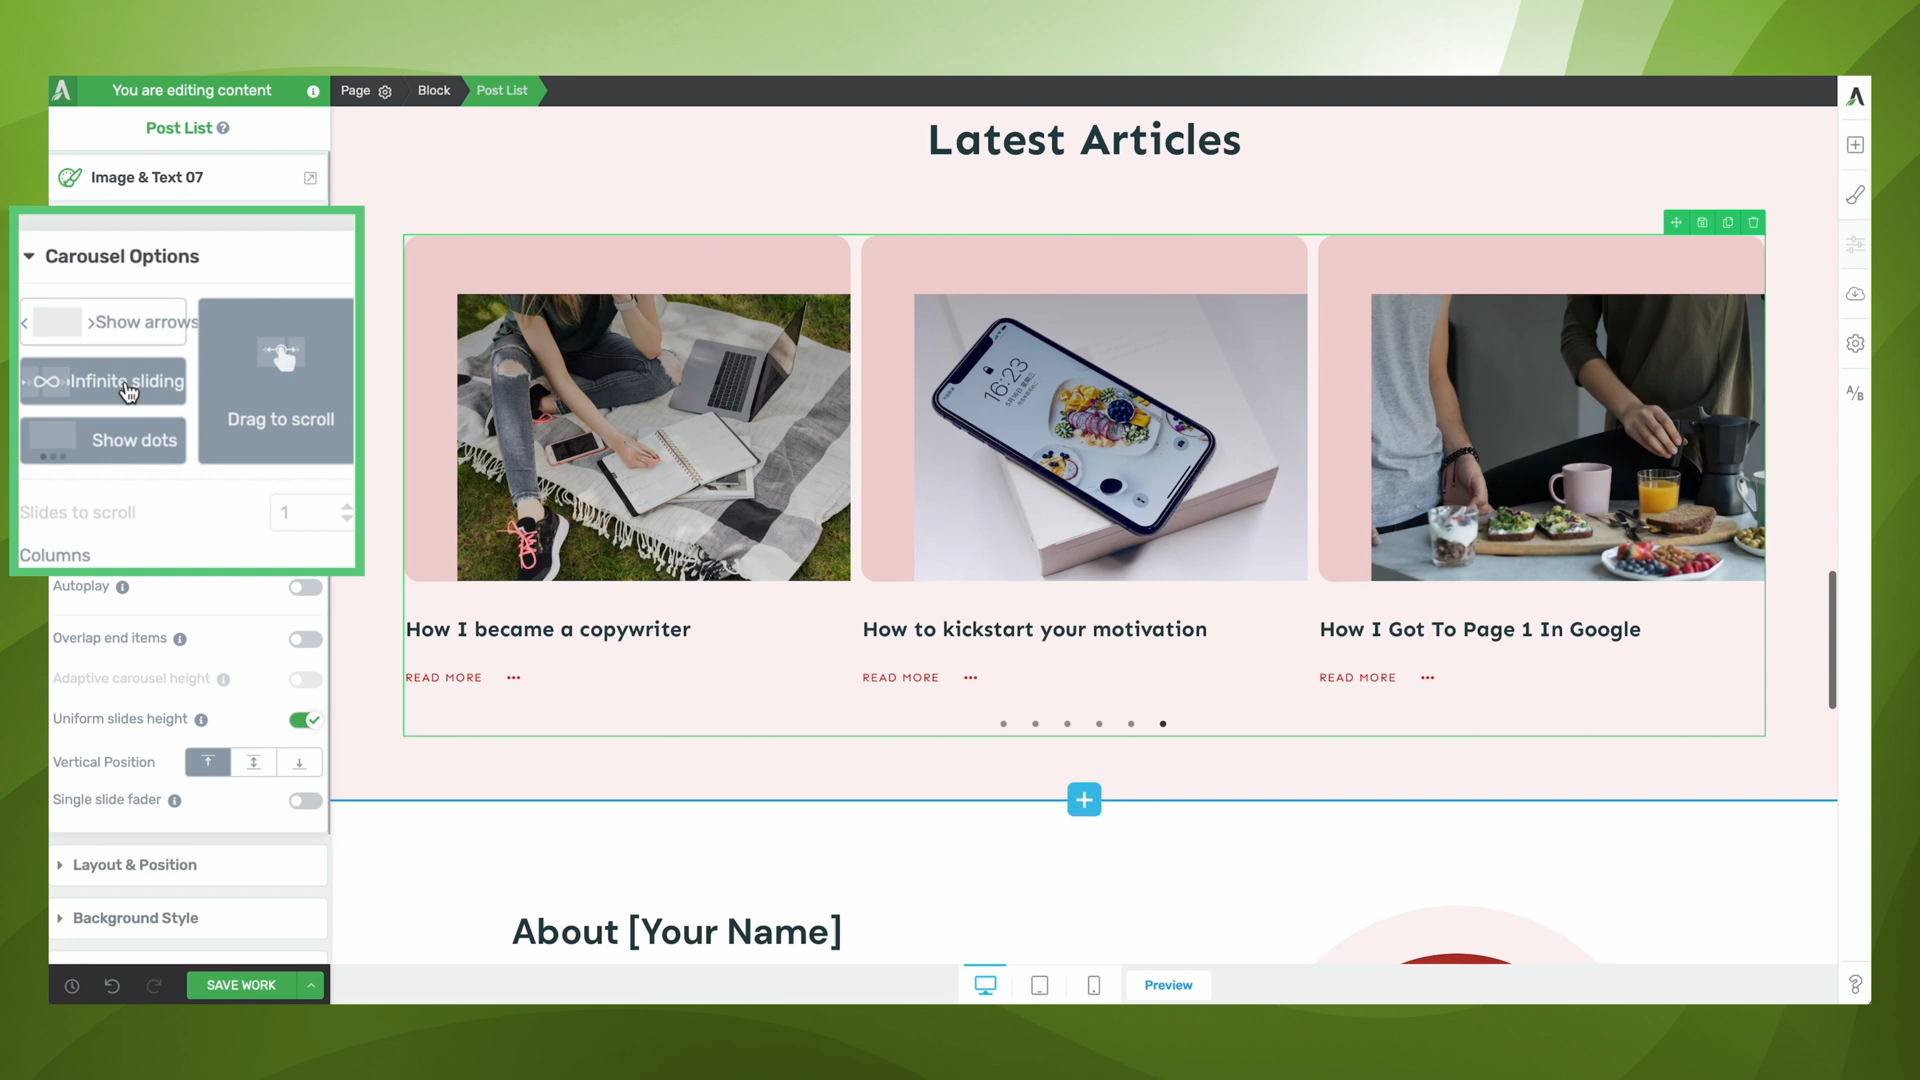 You are editing content
Page
Block
Post List
Post List
Image & Text 07
Carousel Options
Show arrows
Infinite sliding
Show dots
Drag to scroll
Slides to scroll
1
Columns
Autoplay
Overlap end items
Adaptive carousel height
Uniform slides height
Vertical Position
Single slide fader
Layout & Position
Background Style
SAVE WORK
Latest Articles
16:23
How I became a copywriter
READ MORE
How to kickstart your motivation
READ MORE
How I Got To Page 1 In Google
READ MORE
About [Your Name]
Preview
A/B